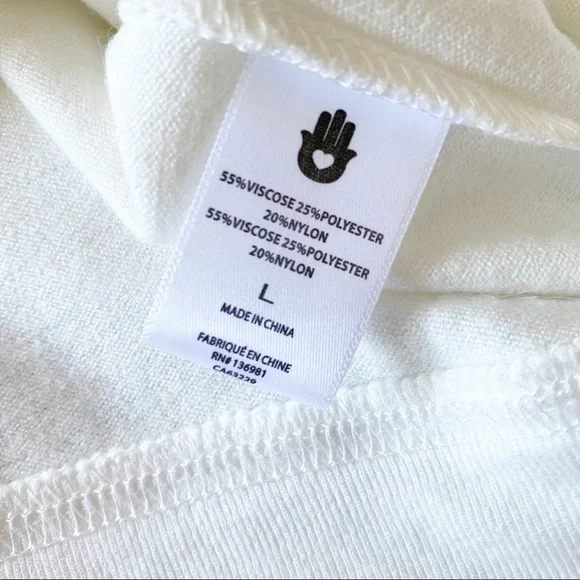 55%VISCOSE 25%POLYESTER
20%NYLON
55%VISCOSE 25%POLYESTER
20%NYLON
L
MADE IN CHINA
FABRIQUÉ EN CHINE
RN# 136981
CA63229